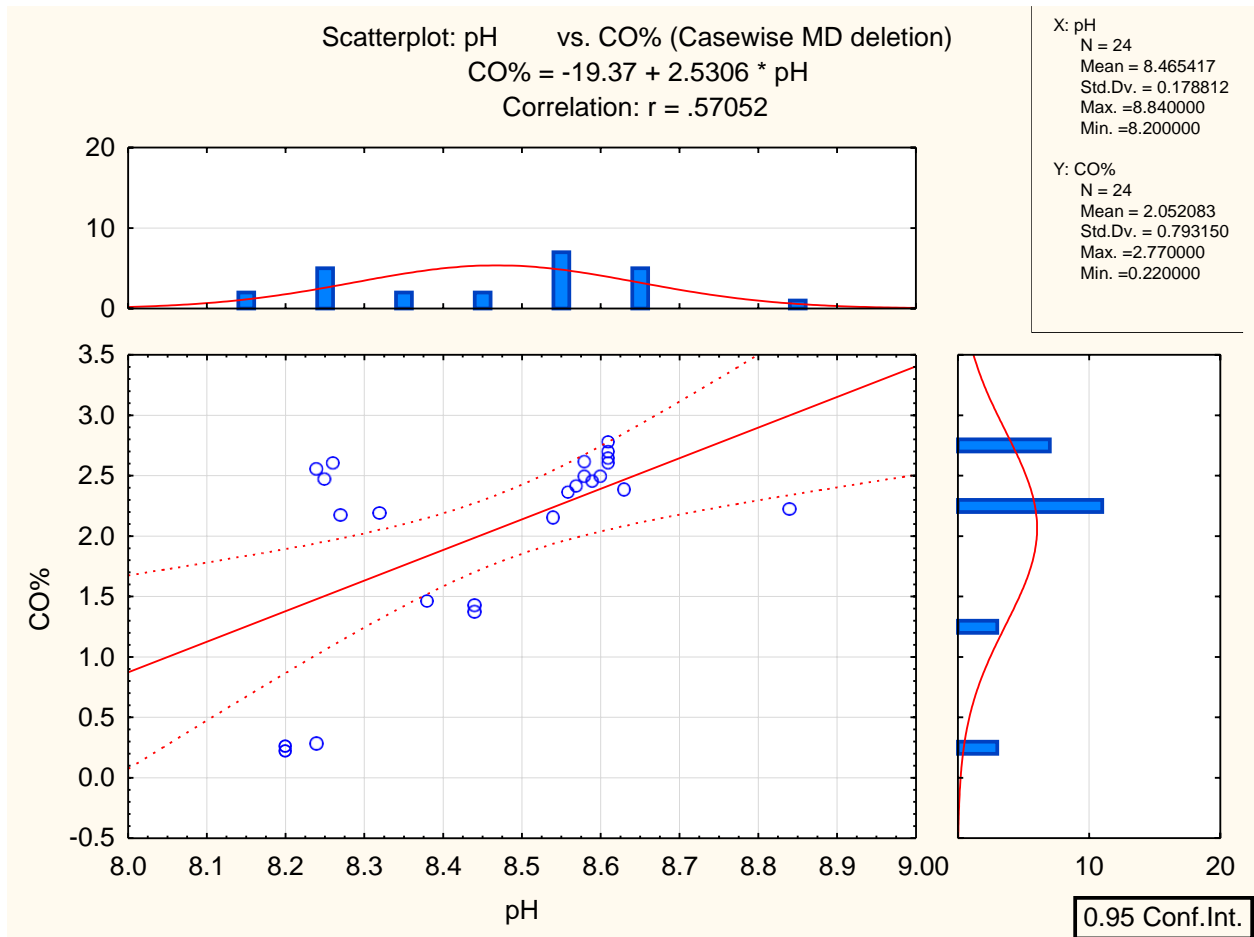 Scatterplot: pH vs. CO% (Casewise MD deletion)
CO% = -19.37 + 2.5306 * pH
Correlation: r = .57052
X: pH
N = 24
Mean = 8.465417
Std.Dv. = 0.178812
Max. =8.840000
Min. =8.200000
Y: CO%
N = 24
Mean = 2.052083
Std.Dv. = 0.793150
Max. =2.770000
Min. =0.220000
20
10
0
3.5
3.0
2.5
2.0
1.5
1.0
0.5
0.0
-0.5
CO%
8.0 8.1 8.2 8.3 8.4 8.5 8.6 8.7 8.8 8.9 9.00 10 20
pH
0.95 Conf.Int.